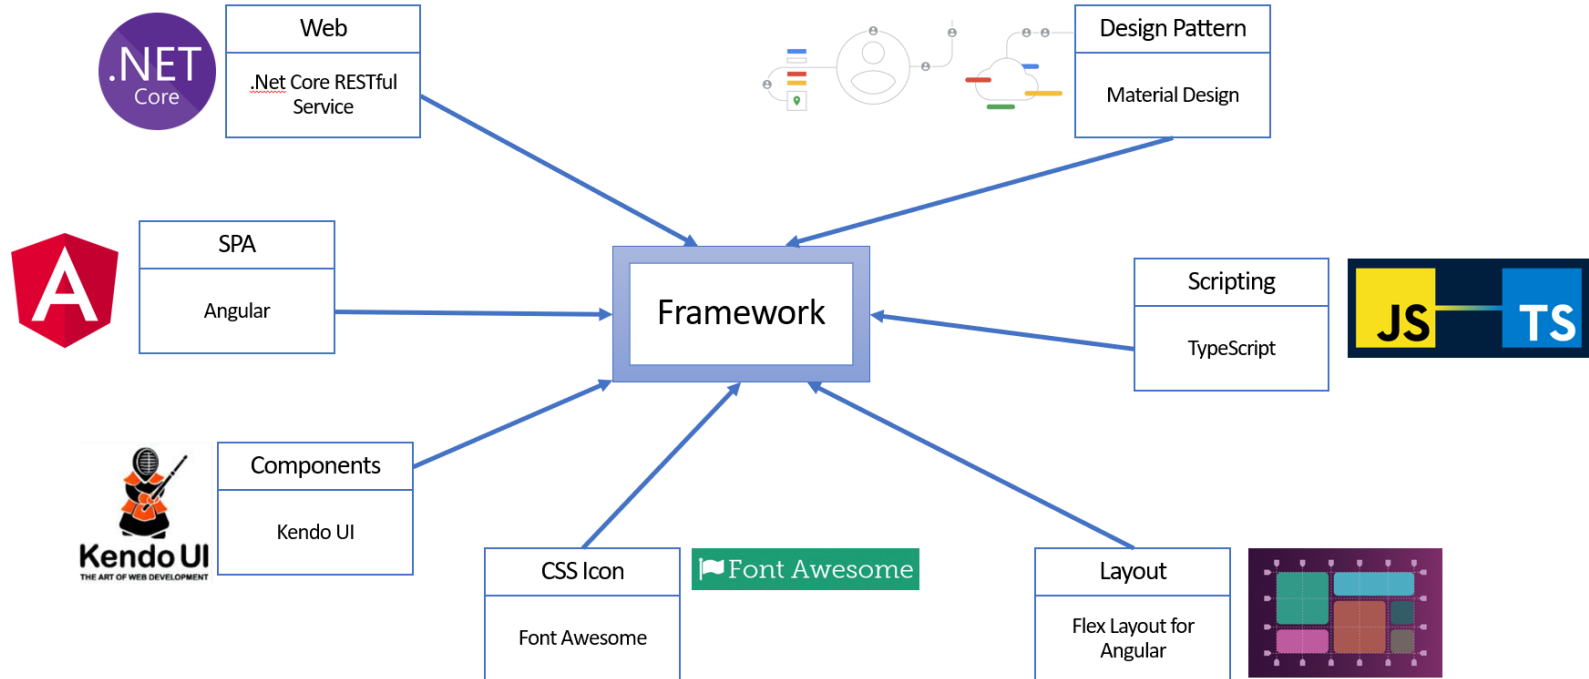 .NET
Core
Web
.Net Core RESTful
Service
Design Pattern
Material Design
SPA
Angular
A
Framework
Scripting
TypeScript
JS
TS
Components
Kendo UI
Kendo UI
THE ART OF WEB DEVELOPMENT
CSS Icon
Font Awesome
Font Awesome
Layout
Flex Layout for
Angular